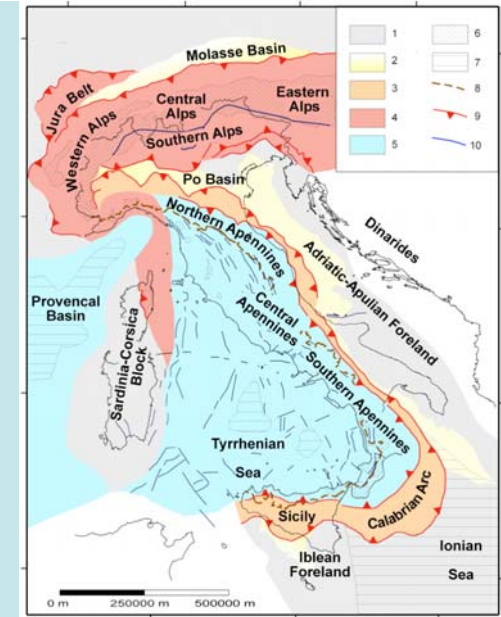 Molasse Basin
Jura Belt
Western Alps
Central
Alps
Eastern
Alps
Southern Alps
Po Basin
Northern Apennines
Dinarides
Adriatic-Apulian Foreland
Provencal
Basin
Sardinia-Corsica
Block
Central
Apennines
Southern Apennines
Tyrrhenian
Sea
Sicily
Calabrian Arc
Iblean
Foreland
Ionian
Sea
1
2
3
4
5
6
7
8
9
10
0 m
250000 m
500000 m